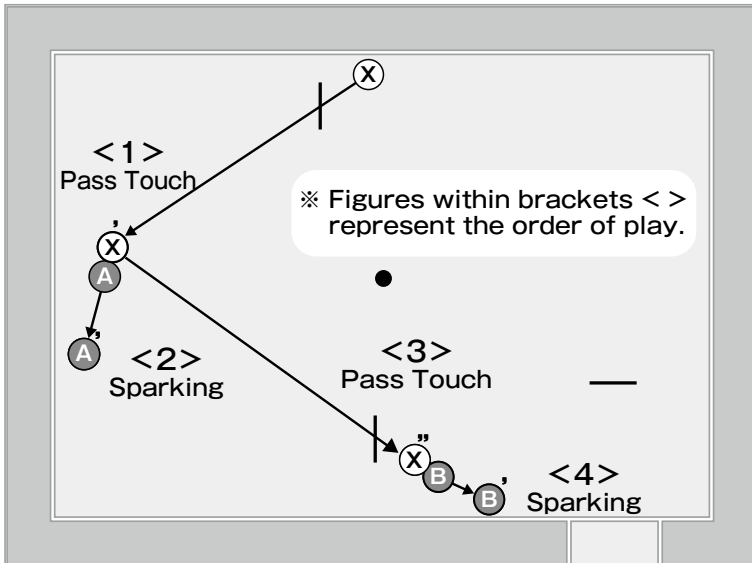 X
<1>
Pass Touch
※ Figures within brackets < >
represent the order of play.
X’
A
A’
<2>
Sparking
<3>
Pass Touch
X”
B
B’
<4>
Sparking